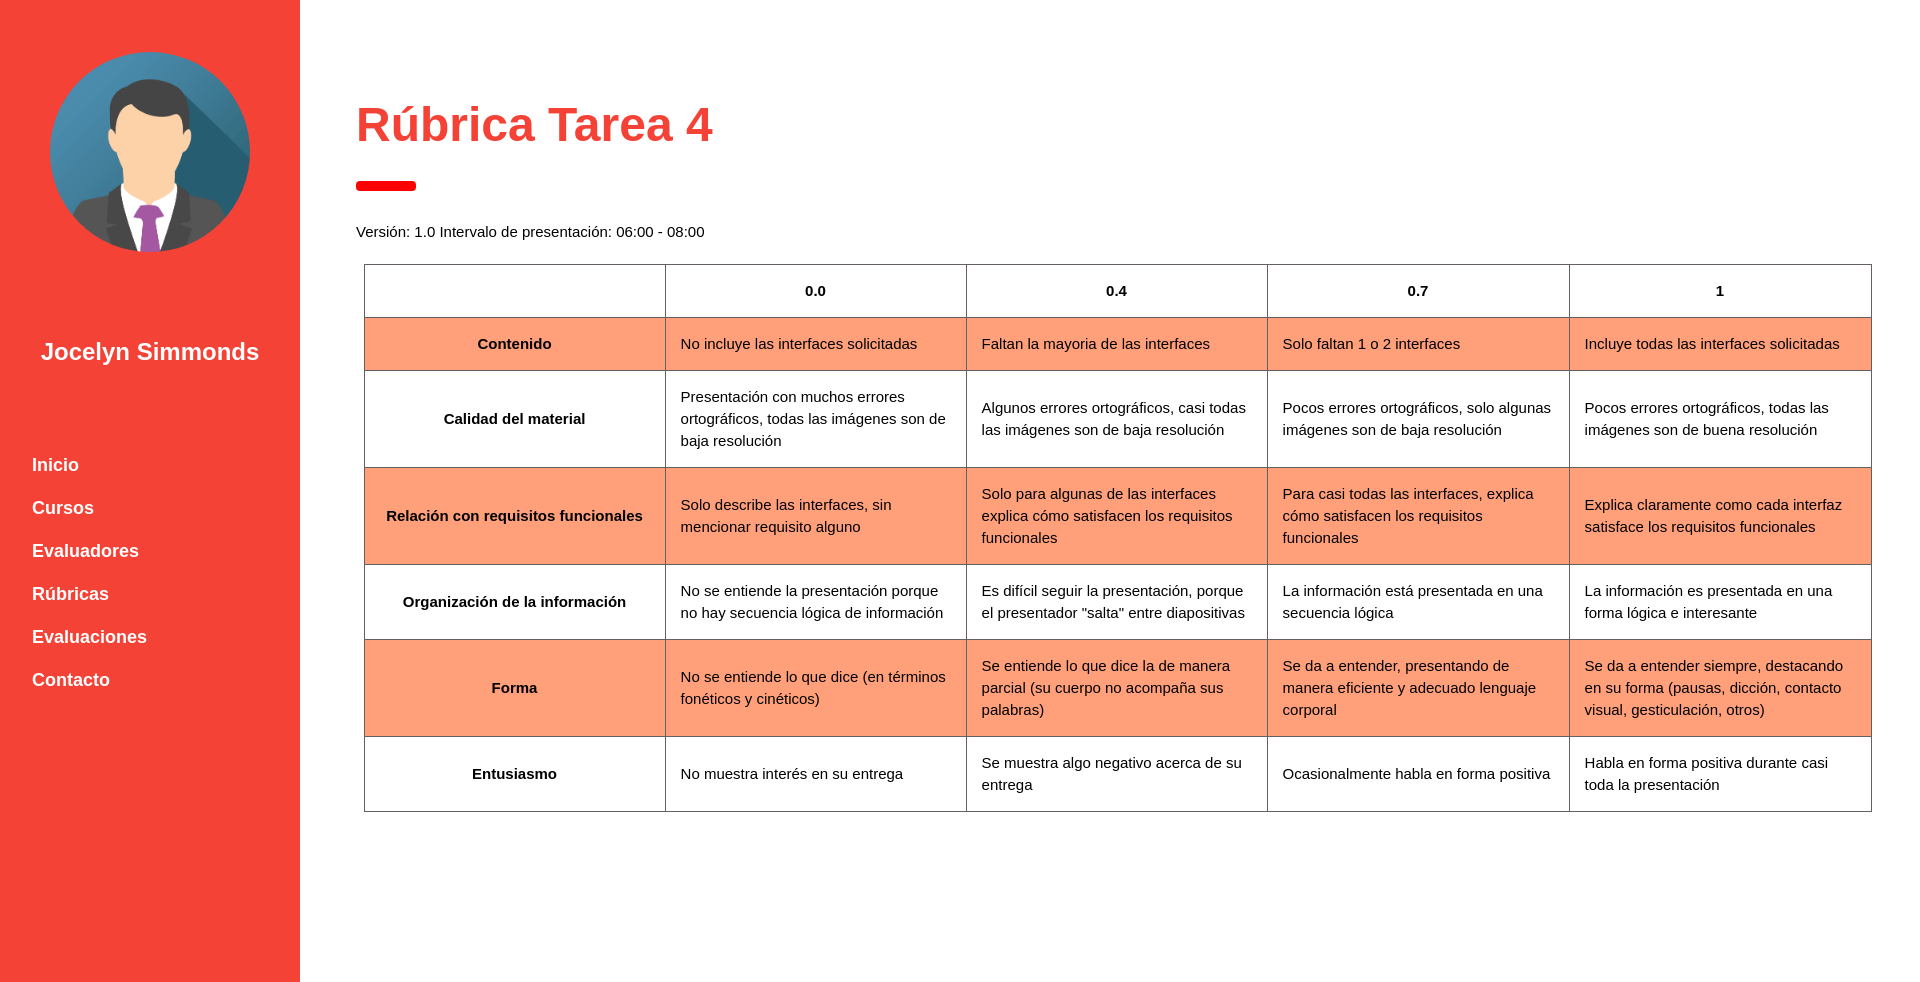 Jocelyn Simmonds
Inicio
Cursos
Evaluadores
Rúbricas
Evaluaciones
Contacto
Rúbrica Tarea 4
Versión: 1.0 Intervalo de presentación: 06:00 - 08:00
0.0
0.4
0.7
1
Contenido
No incluye las interfaces solicitadas
Faltan la mayoria de las interfaces
Solo faltan 1 o 2 interfaces
Incluye todas las interfaces solicitadas
Calidad del material
Presentación con muchos errores
ortográficos, todas las imágenes son de
baja resolución
Algunos errores ortográficos, casi todas
las imágenes son de baja resolución
Pocos errores ortográficos, solo algunas
imágenes son de baja resolución
Pocos errores ortográficos, todas las
imágenes son de buena resolución
Relación con requisitos funcionales
Solo describe las interfaces, sin
mencionar requisito alguno
Solo para algunas de las interfaces
explica cómo satisfacen los requisitos
funcionales
Para casi todas las interfaces, explica
cómo satisfacen los requisitos
funcionales
Explica claramente como cada interfaz
satisface los requisitos funcionales
Organización de la información
No se entiende la presentación porque
no hay secuencia lógica de información
Es difícil seguir la presentación, porque
el presentador "salta" entre diapositivas
La información está presentada en una
secuencia lógica
La información es presentada en una
forma lógica e interesante
Forma
No se entiende lo que dice (en términos
fonéticos y cinéticos)
Se entiende lo que dice la de manera
parcial (su cuerpo no acompaña sus
palabras)
Se da a entender, presentando de
manera eficiente y adecuado lenguaje
corporal
Se da a entender siempre, destacando
en su forma (pausas, dicción, contacto
visual, gesticulación, otros)
Entusiasmo
No muestra interés en su entrega
Se muestra algo negativo acerca de su
entrega
Ocasionalmente habla en forma positiva
Habla en forma positiva durante casi
toda la presentación